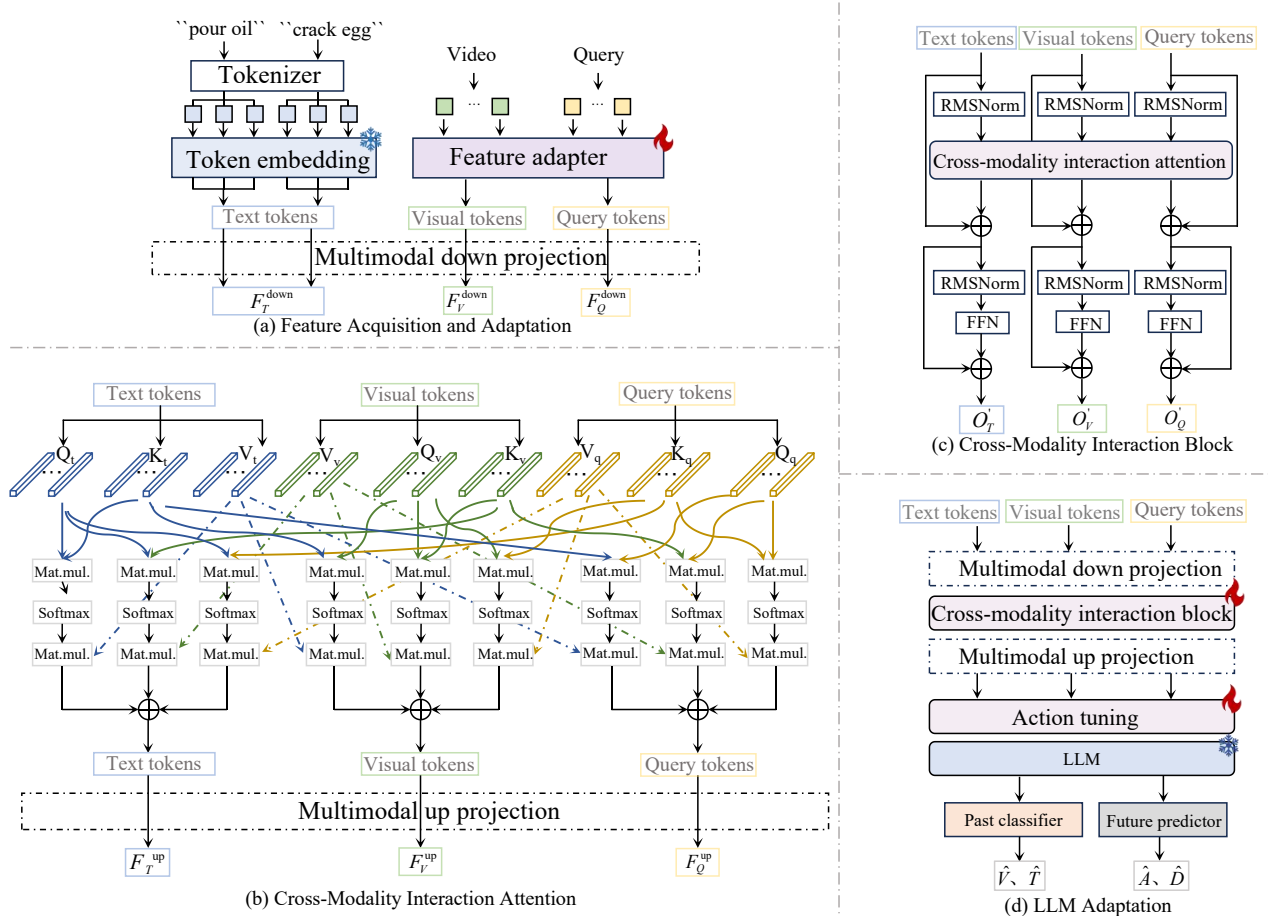 ``pour oil``
``crack egg``
Tokenizer
Video
Query
...
...
Token embedding
Feature adapter
Text tokens
Visual tokens
Query tokens
Multimodal down projection
F_T^down
F_V^down
F_Q^down
(a) Feature Acquisition and Adaptation
Text tokens
Visual tokens
Query tokens
Q_t
K_t
V_t
V_v
Q_v
K_v
V_q
K_q
Q_q
...
...
...
...
...
...
...
...
...
Mat.mul.
Mat.mul.
Mat.mul.
Mat.mul.
Mat.mul.
Mat.mul.
Mat.mul.
Mat.mul.
Mat.mul.
Softmax
Softmax
Softmax
Softmax
Softmax
Softmax
Softmax
Softmax
Softmax
Mat.mul.
Mat.mul.
Mat.mul.
Mat.mul.
Mat.mul.
Mat.mul.
Mat.mul.
Mat.mul.
Mat.mul.
Text tokens
Visual tokens
Query tokens
Multimodal up projection
F_T^up
F_V^up
F_Q^up
(b) Cross-Modality Interaction Attention
Text tokens
Visual tokens
Query tokens
RMSNorm
RMSNorm
RMSNorm
Cross-modality interaction attention
RMSNorm
RMSNorm
RMSNorm
FFN
FFN
FFN
O'_T
O'_V
O'_Q
(c) Cross-Modality Interaction Block
Text tokens
Visual tokens
Query tokens
Multimodal down projection
Cross-modality interaction block
Multimodal up projection
Action tuning
LLM
Past classifier
Future predictor
V̂、T̂
Â、D̂
(d) LLM Adaptation